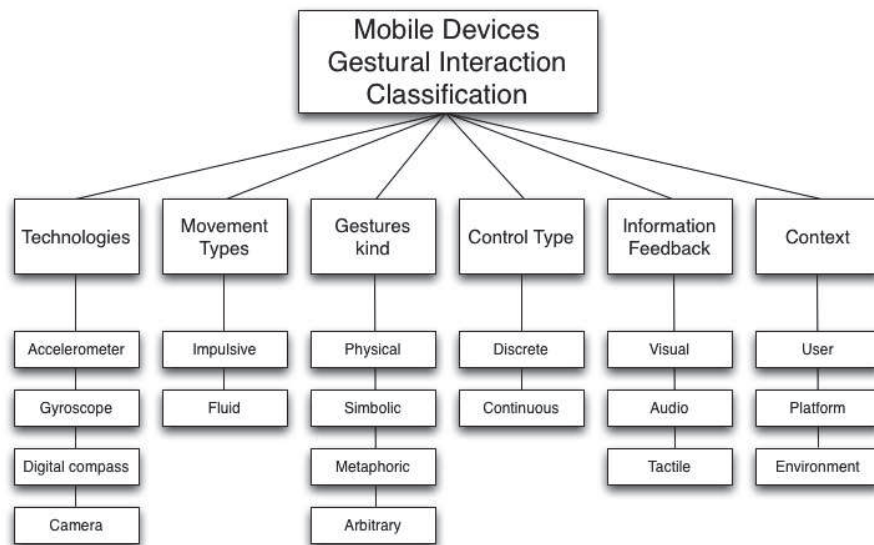 Mobile Devices
Gestural Interaction
Classification
Technologies
Movement
Types
Gestures
kind
Control Type
Information
Feedback
Context
Accelerometer
Impulsive
Physical
Discrete
Visual
User
Gyroscope
Fluid
Simbolic
Continuous
Audio
Platform
Digital compass
Metaphoric
Tactile
Environment
Camera
Arbitrary